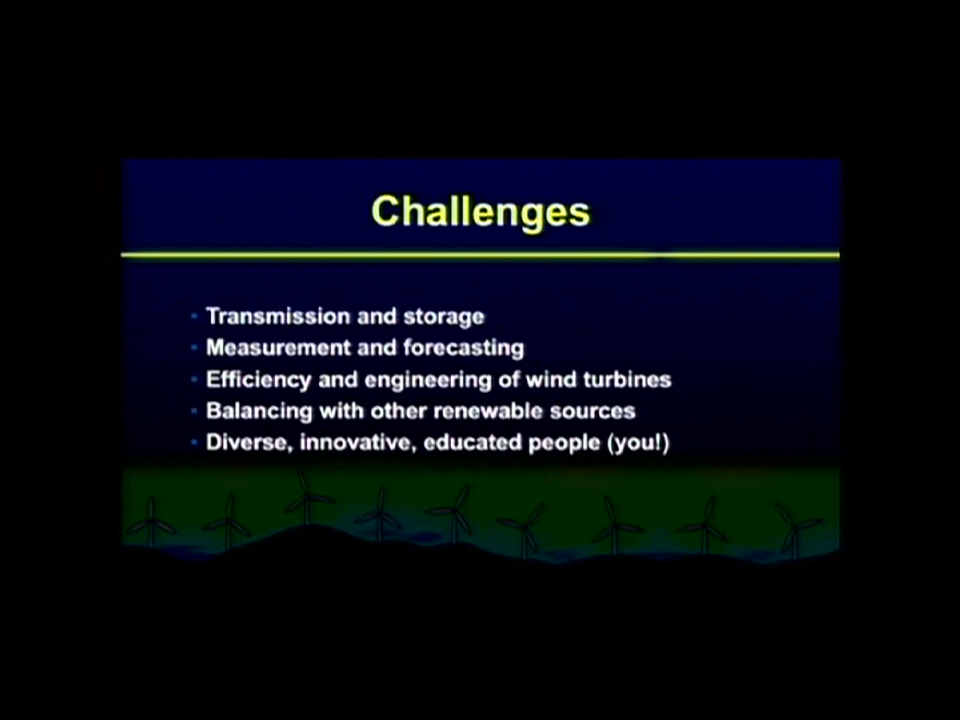 Challenges
Transmission and storage
Measurement and forecasting
Efficiency and engineering of wind turbines
Balancing with other renewable sources
Diverse, innovative, educated people (you!)